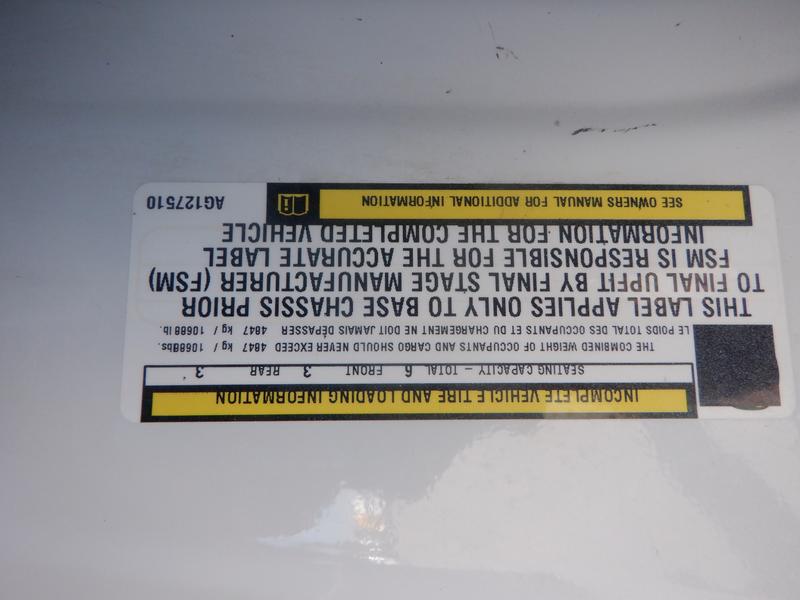 INCOMPLETE VEHICLE TIRE AND LOADING INFORMATION
SEATING CAPACITY – TOTAL 6 FRONT 3 REAR 3
THE COMBINED WEIGHT OF OCCUPANTS AND CARGO SHOULD NEVER EXCEED 4847 kg / 10688lbs.
LE POIDS TOTAL DES OCCUPANTS ET DU CHARGEMENT NE DOIT JAMAIS DÉPASSER 4847 kg / 10688 lb.
THIS LABEL APPLIES ONLY TO BASE CHASSIS PRIOR
TO FINAL UPFIT BY FINAL STAGE MANUFACTURER (FSM)
FSM IS RESPONSIBLE FOR THE ACCURATE LABEL
INFORMATION FOR THE COMPLETED VEHICLE
SEE OWNERS MANUAL FOR ADDITIONAL INFORMATION
AG127510